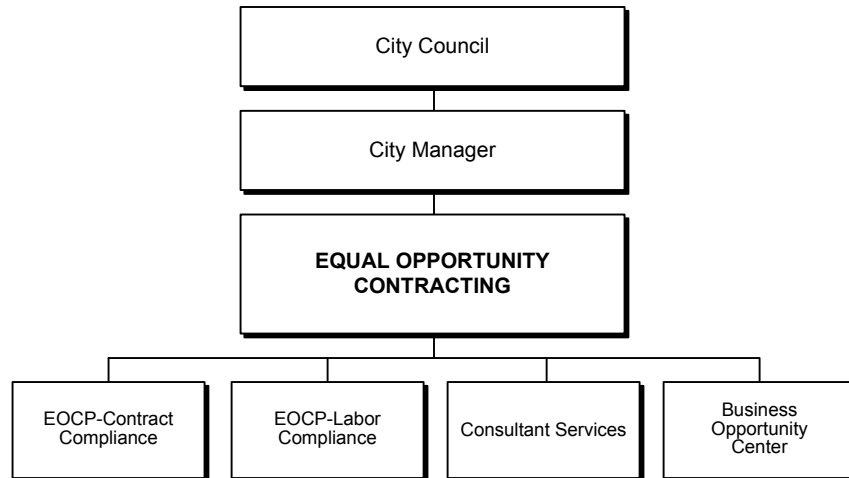 City Council
City Manager
EQUAL OPPORTUNITY
CONTRACTING
EOCP-Contract
Compliance
EOCP-Labor
Compliance
Consultant Services
Business
Opportunity
Center